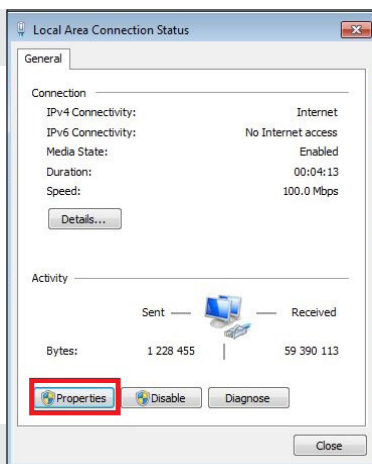 Local Area Connection Status
General
Connection
IPv4 Connectivity: Internet
IPv6 Connectivity: No Internet access
Media State: Enabled
Duration: 00:04:13
Speed: 100.0 Mbps
Details...
Activity
Sent Received
Bytes: 1 228 455 59 390 113
Properties Disable Diagnose
Close